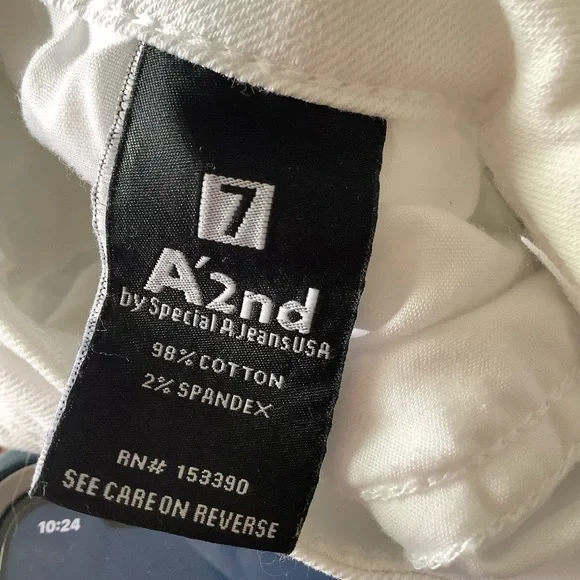 7
A'2nd
by Special A Jeans USA
98% COTTON
2% SPANDEX
RN# 153390
SEE CARE ON REVERSE
10:24